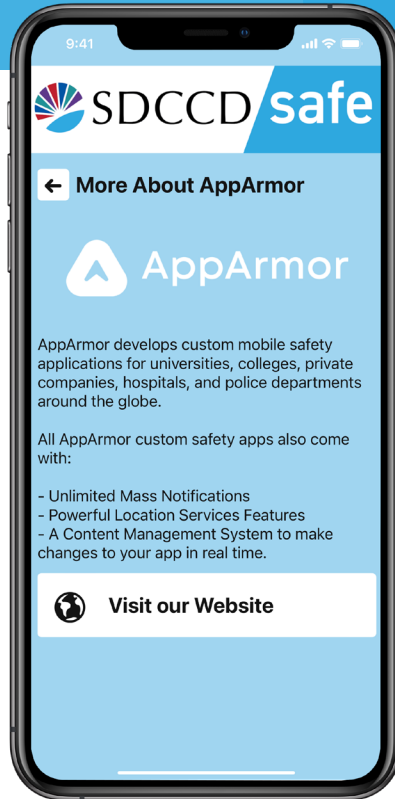 9:41
SDCCD safe
More About AppArmor
AppArmor
AppArmor develops custom mobile safety
applications for universities, colleges, private
companies, hospitals, and police departments
around the globe.
All AppArmor custom safety apps also come
with:
- Unlimited Mass Notifications
- Powerful Location Services Features
- A Content Management System to make
changes to your app in real time.
Visit our Website